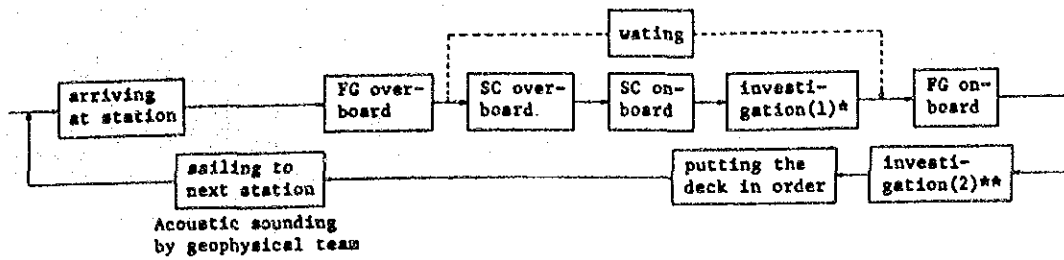 wating
arriving
at station
FG over-
board
SC over-
board.
SC on-
board
investi-
gation(1)*
FG on-
board
investi-
gation(2)**
putting the
deck in order
sailing to
next station
Acoustic sounding
by geophysical team